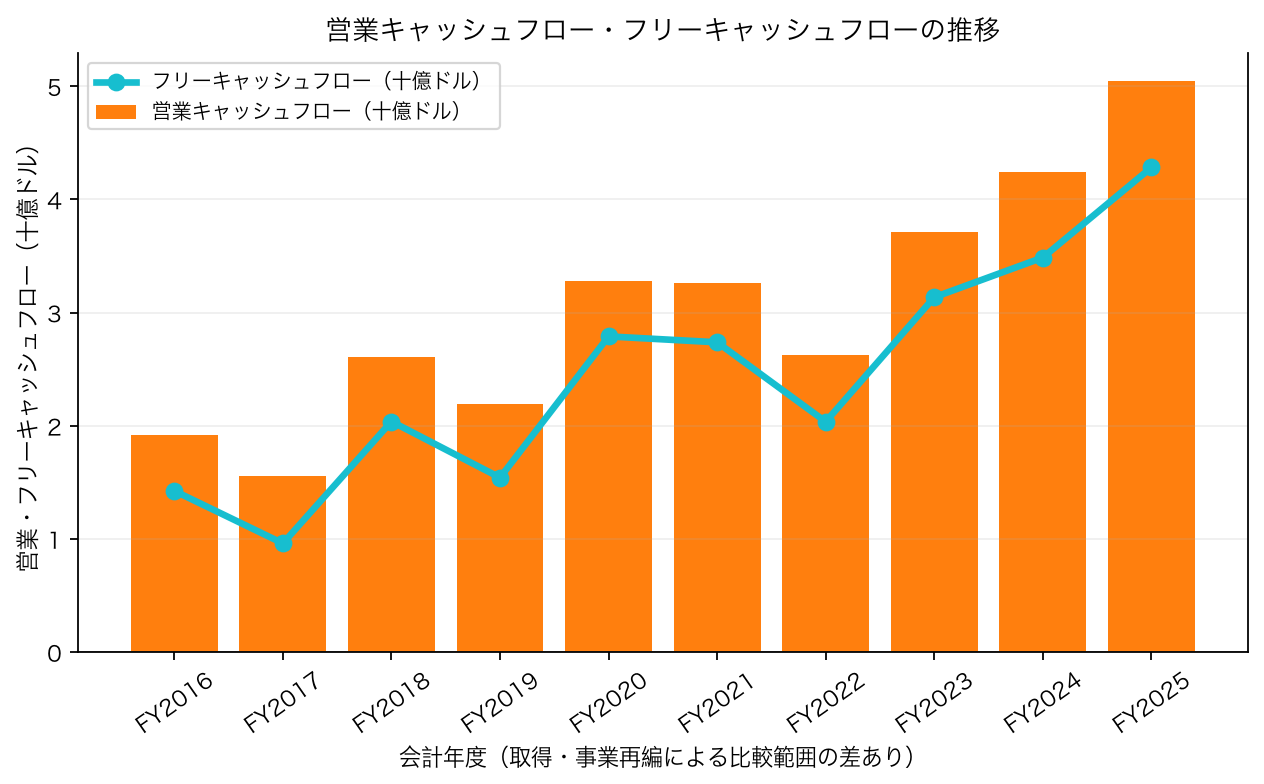 営業キャッシュフロー・フリーキャッシュフローの推移
フリーキャッシュフロー（十億ドル）
営業キャッシュフロー（十億ドル）
営業・フリーキャッシュフロー（十億ドル）
5
4
3
2
1
0
FY2016
FY2017
FY2018
FY2019
FY2020
FY2021
FY2022
FY2023
FY2024
FY2025
会計年度（取得・事業再編による比較範囲の差あり）